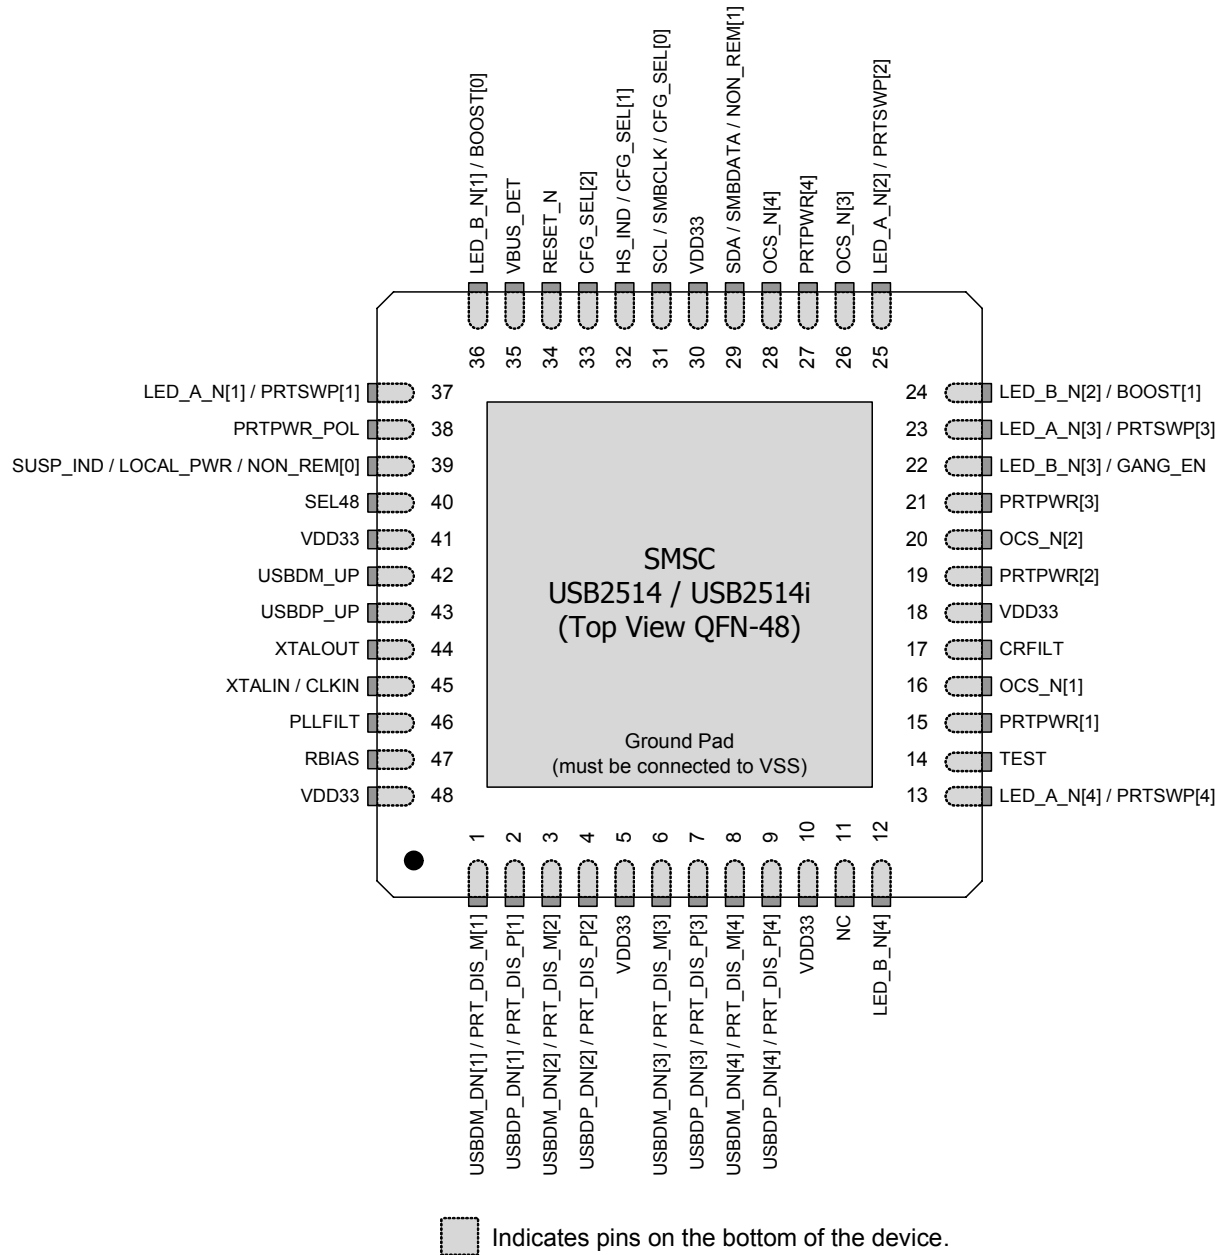 LED_B_N[1] / BOOST[0]
VBUS_DET
RESET_N
CFG_SEL[2]
HS_IND / CFG_SEL[1]
SCL / SMBCLK / CFG_SEL[0]
VDD33
SDA / SMBDATA / NON_REM[1]
OCS_N[4]
PRTPWR[4]
OCS_N[3]
LED_A_N[2] / PRTSWP[2]
36
35
34
33
32
31
30
29
28
27
26
25
LED_A_N[1] / PRTSWP[1] 37
PRTPWR_POL 38
SUSP_IND / LOCAL_PWR / NON_REM[0] 39
SEL48 40
VDD33 41
USBDM_UP 42
USBDP_UP 43
XTALOUT 44
XTALIN / CLKIN 45
PLLFILT 46
RBIAS 47
VDD33 48
SMSC
USB2514 / USB2514i
(Top View QFN-48)
Ground Pad
(must be connected to VSS)
24 LED_B_N[2] / BOOST[1]
23 LED_A_N[3] / PRTSWP[3]
22 LED_B_N[3] / GANG_EN
21 PRTPWR[3]
20 OCS_N[2]
19 PRTPWR[2]
18 VDD33
17 CRFILT
16 OCS_N[1]
15 PRTPWR[1]
14 TEST
13 LED_A_N[4] / PRTSWP[4]
1
2
3
4
5
6
7
8
9
10
11
12
USBDM_DN[1] / PRT_DIS_M[1]
USBDP_DN[1] / PRT_DIS_P[1]
USBDM_DN[2] / PRT_DIS_M[2]
USBDP_DN[2] / PRT_DIS_P[2]
VDD33
USBDM_DN[3] / PRT_DIS_M[3]
USBDP_DN[3] / PRT_DIS_P[3]
USBDM_DN[4] / PRT_DIS_M[4]
USBDP_DN[4] / PRT_DIS_P[4]
VDD33
NC
LED_B_N[4]
Indicates pins on the bottom of the device.